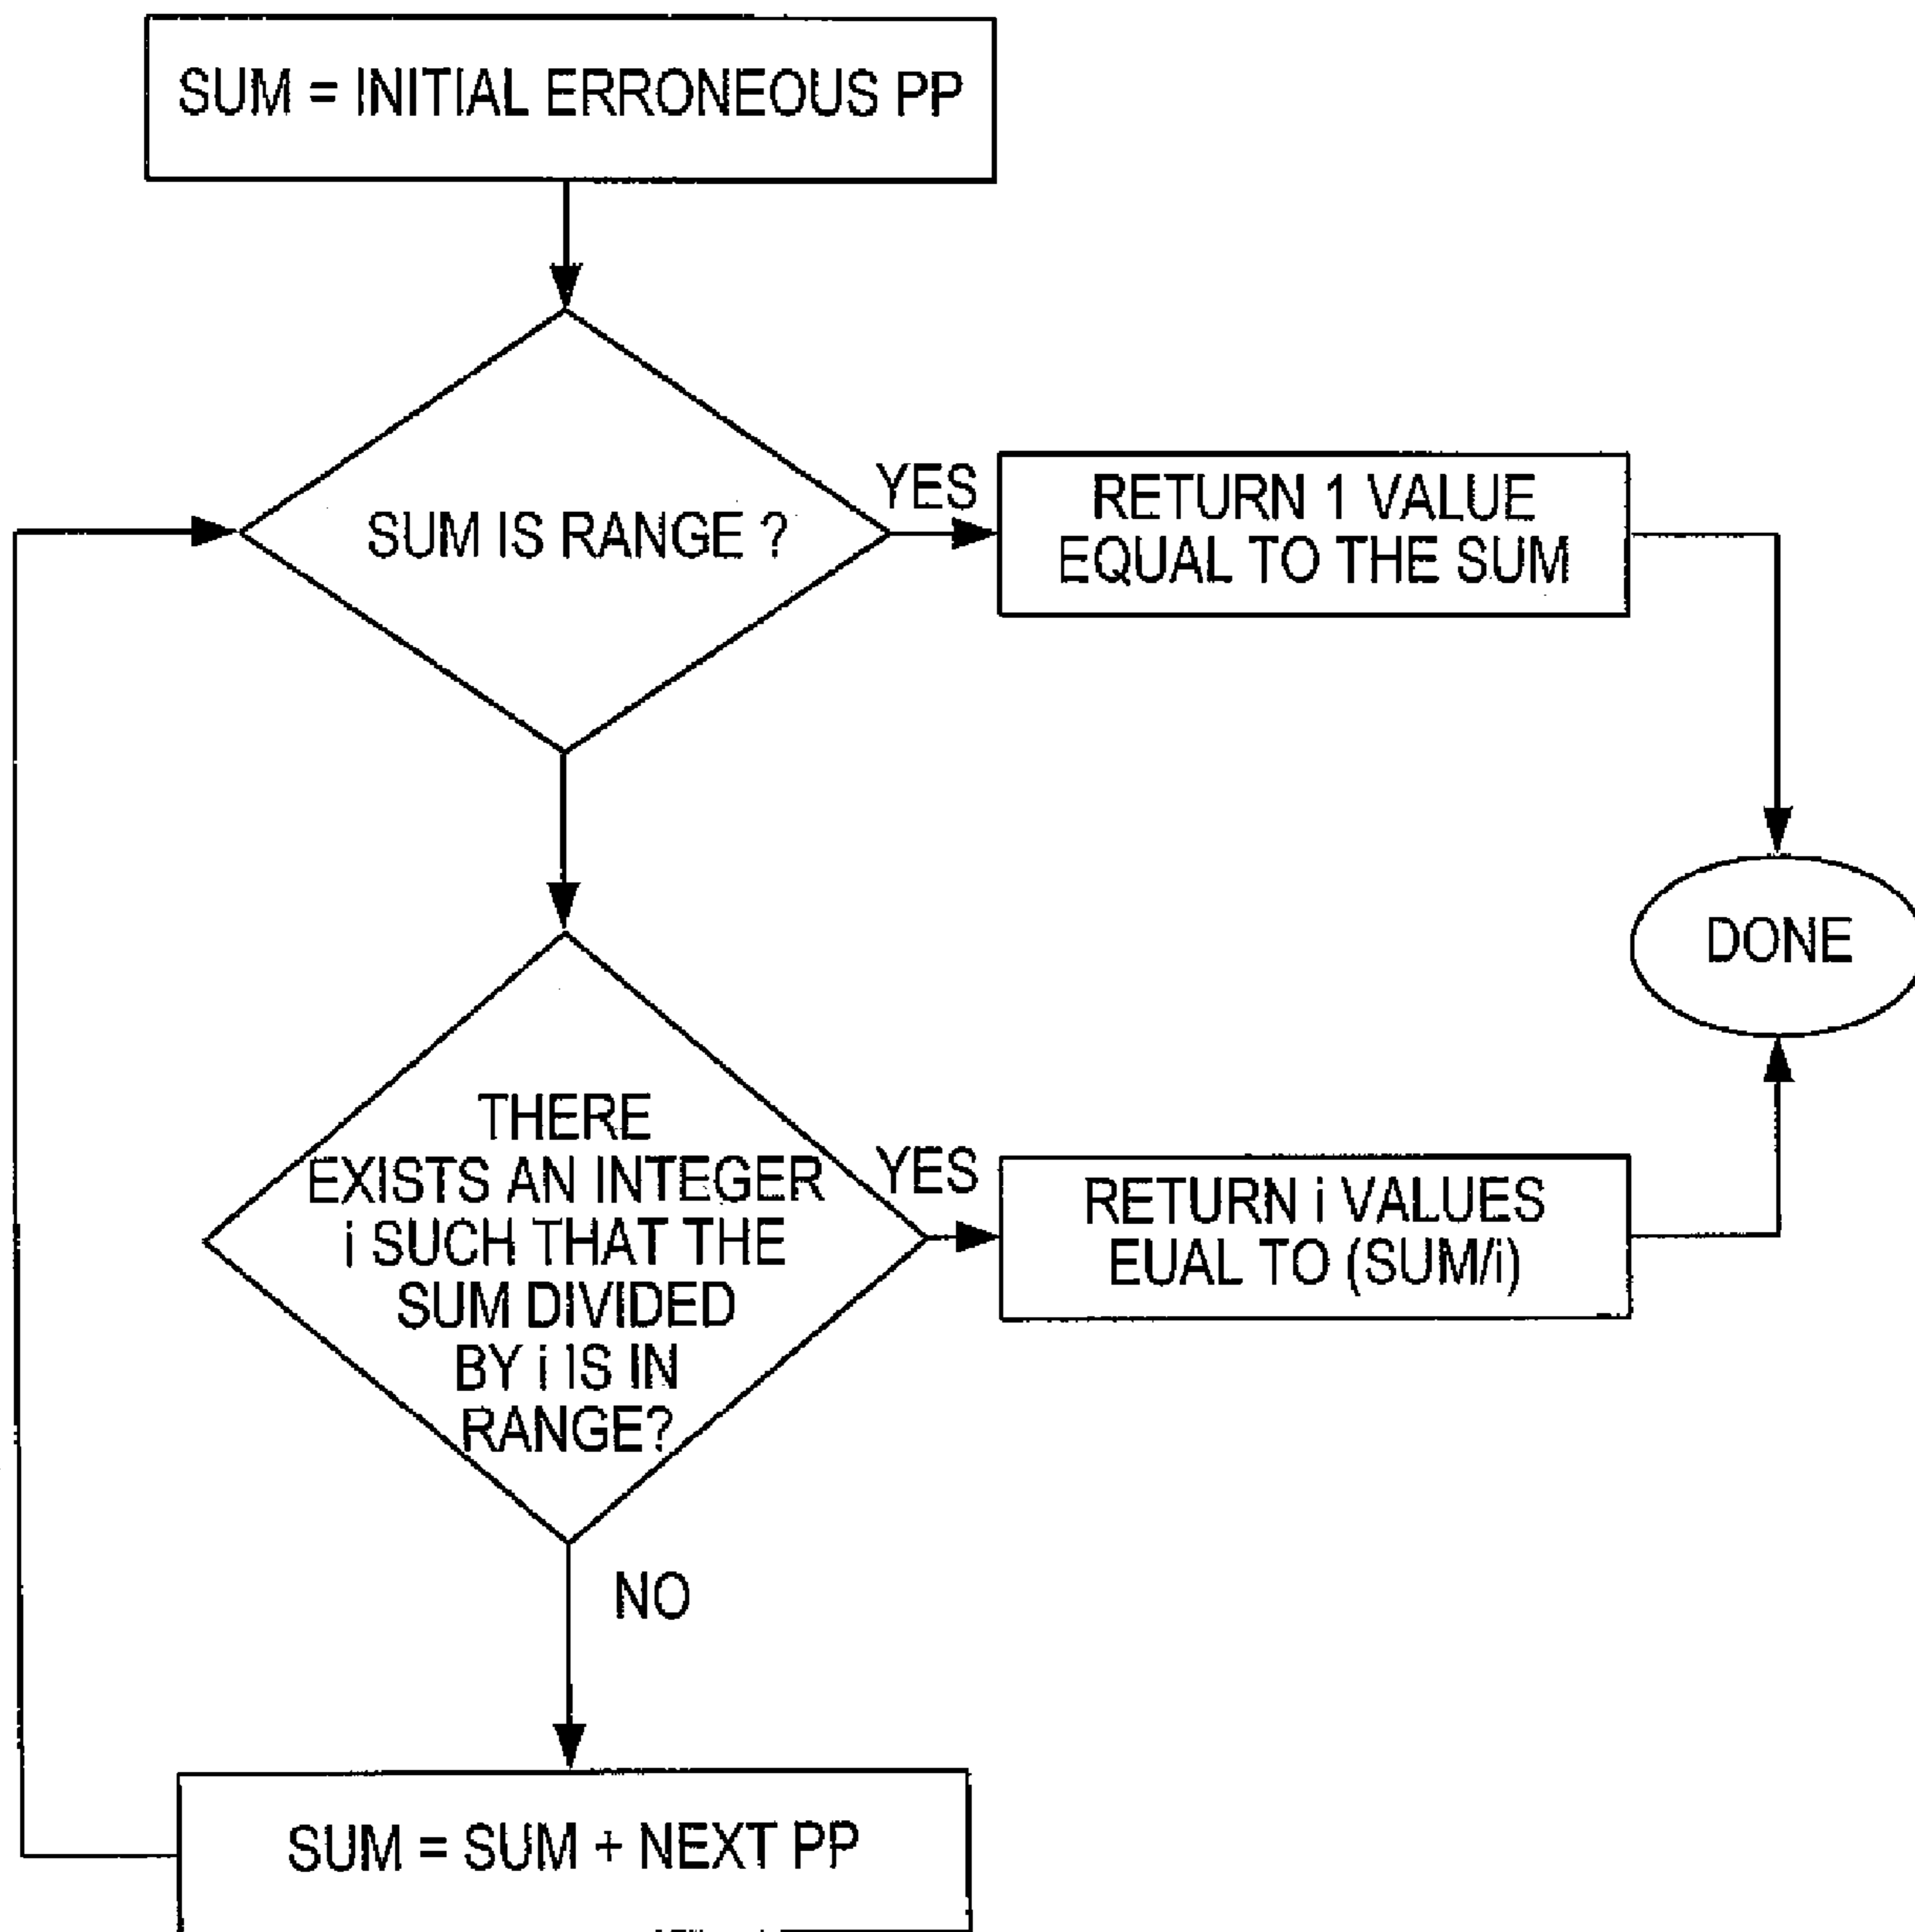 SUM = INITIAL ERRONEOUS PP
SUM IS RANGE ?
YES
RETURN 1 VALUE
EQUAL TO THE SUM
DONE
THERE
EXISTS AN INTEGER
i SUCH THAT THE
SUM DIVIDED
BY i IS IN
RANGE?
YES
RETURN i VALUES
EUAL TO (SUM/i)
NO
SUM = SUM + NEXT PP